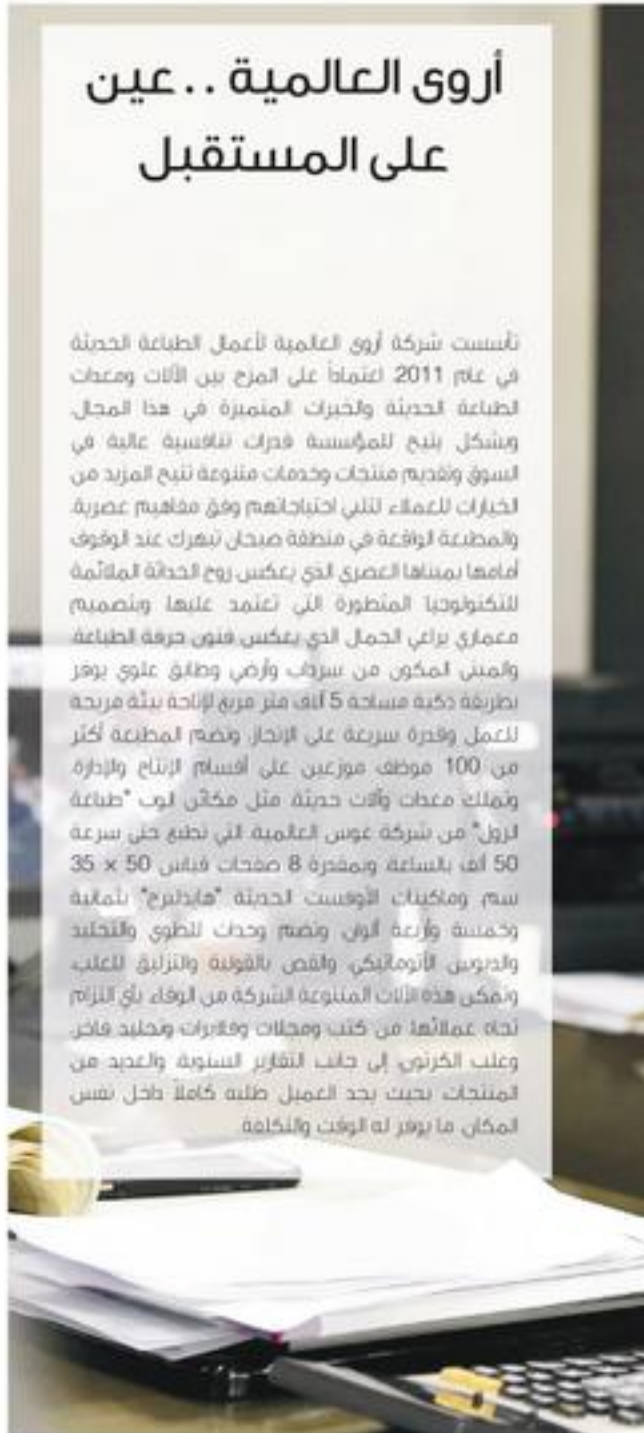 أروى العالمية ..عين
على المستقبل
تأسست شركة أروى العالمية لأعمال الطباعة الحديثة
في عام 2011 اعتماداً على المزج بين الآلات ومعدات
الطباعة الحديثة والخبرات المتميزة في هذا المجال،
وبشكل يتيح للمؤسسة قدرات تنافسية عالية في
السوق وتقديم منتجات وخدمات متنوعة تتيح المزيد من
الخيارات للعملاء لتلبي احتياجاتهم وفق مفاهيم عصرية.
والمطبعة الواقعة في منطقة صبحان تبهرك عند الوقوف
أمامها بمبناها العصري الذي يعكس روح الحداثة الملائمة
للتكنولوجيا المتطورة التي تعتمد عليها وبتصميم
معماري يراعي الجمال الذي يعكس فنون حرفة الطباعة.
والمبنى المكون من سرداب وأرضي وطابق علوي يوفر
بطريقة ذكية مساحة 5 آلاف متر مربع لإتاحة بيئة مريحة
للعمل وقدرة سريعة على الإنجاز. وتضم المطبعة أكثر
من 100 موظف موزعين على أقسام الإنتاج والإدارة،
وتملك معدات وآلات حديثة، مثل مكائن الوب "طباعة
الرول" من شركة غوس العالمية، التي تطبع حتى سرعة
50 ألف بالساعة، وبمقدرة 8 صفحات قياس 50 × 35
سم، وماكينات الأوفست الحديثة "هايدلبرج" بثمانية
وخمسة وأربعة ألوان، وتضم وحدات للطوي والتجليد
والدبوس الأتوماتيكي، والقص بالفولية والتزليق للعلب،
وتمكن هذه الآلات المتنوعة الشركة من الوفاء بأي التزام
تجاه عملائها، من كتب ومجلات وفلايرات وتجليد فاخر،
وعلب الكرتون، إلى جانب التقارير السنوية، والعديد من
المنتجات، بحيث يجد العميل طلبه كاملاً داخل نفس
المكان، ما يوفر له الوقت والتكلفة.